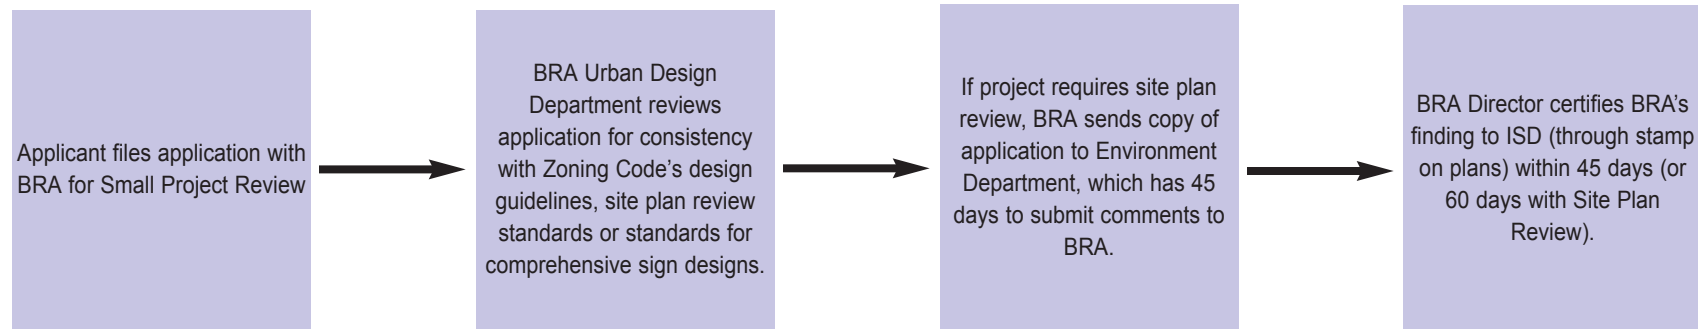 Applicant files application with
BRA for Small Project Review
BRA Urban Design
Department reviews
application for consistency
with Zoning Code's design
guidelines, site plan review
standards or standards for
comprehensive sign designs.
If project requires site plan
review, BRA sends copy of
application to Environment
Department, which has 45
days to submit comments to
BRA.
BRA Director certifies BRA's
finding to ISD (through stamp
on plans) within 45 days (or
60 days with Site Plan
Review).